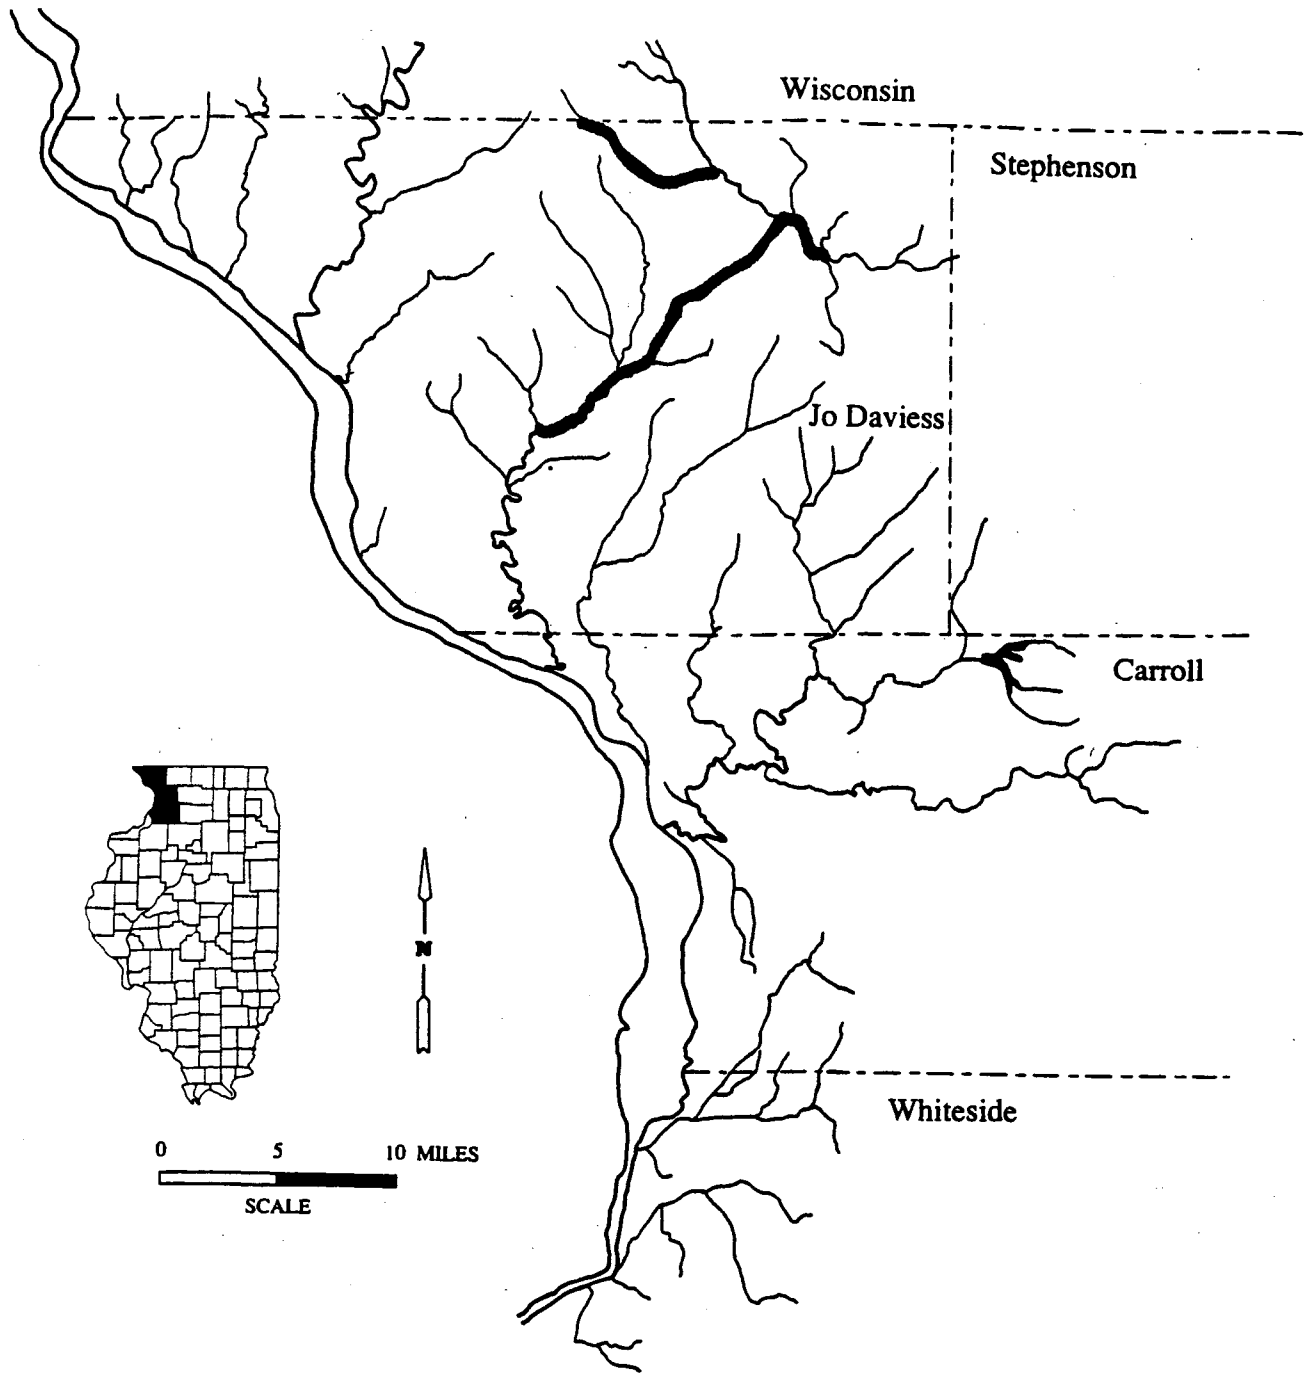 Wisconsin
Stephenson
Jo Daviess
Carroll
N
Whiteside
0 5 10 MILES
SCALE